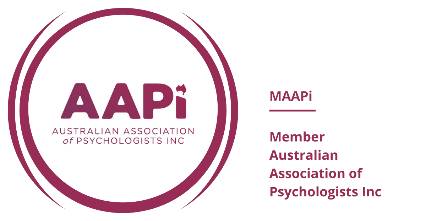 AAPi
AUSTRALIAN ASSOCIATION
of PSYCHOLOGISTS INC
MAAPi
Member
Australian
Association of
Psychologists Inc